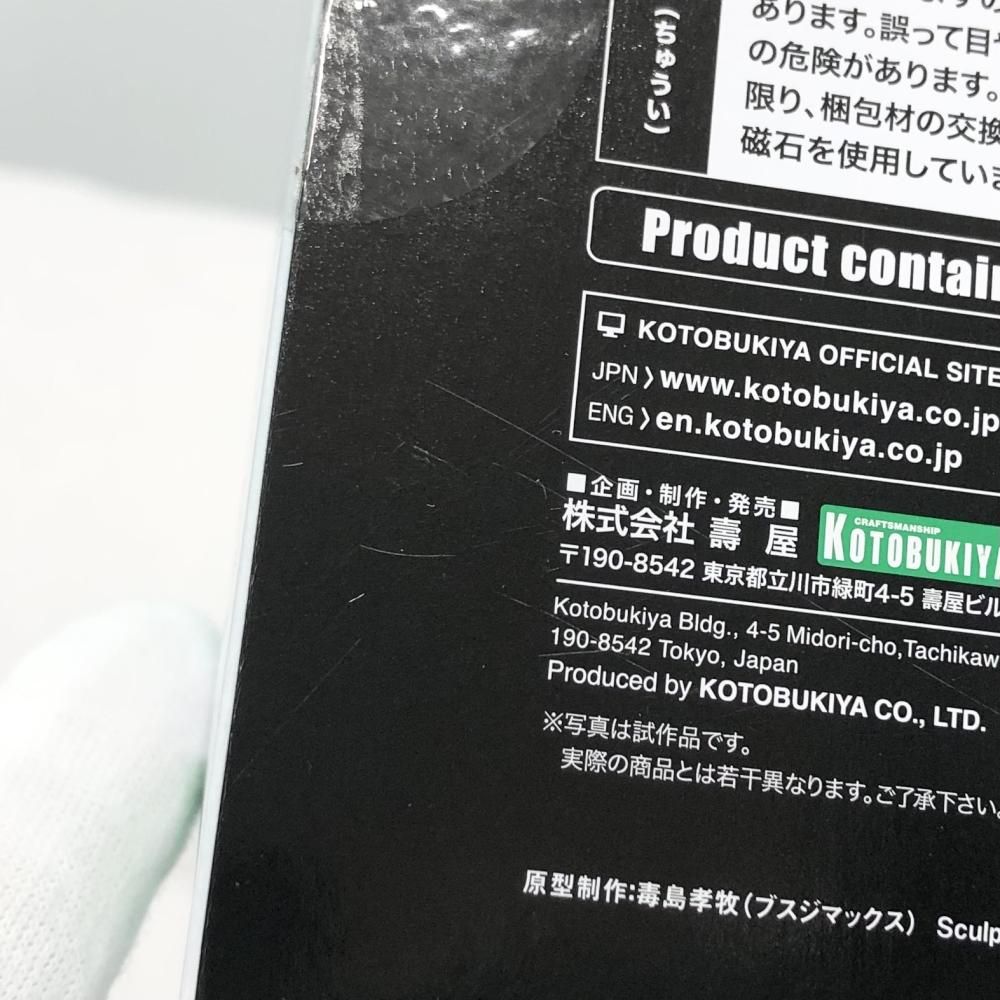 (ちゅうい)
あります。誤って目
の危険があります。
限り、梱包材の交換
磁石を使用してい
Product contain
KOTOBUKIYA OFFICIAL SITE
JPN 〉www.kotobukiya.co.jp
ENG 〉en.kotobukiya.co.jp
■企画・制作・発売■
株式会社 壽 屋
CRAFTSMANSHIP
KOTOBUKIYA
〒190-8542 東京都立川市緑町4-5 壽屋ビル
Kotobukiya Bldg., 4-5 Midori-cho,Tachikaw
190-8542 Tokyo, Japan
Produced by KOTOBUKIYA CO., LTD.
※写真は試作品です。
実際の商品とは若干異なります。ご了承下さい。
原型制作:毒島孝牧(ブスジマックス) Sculp